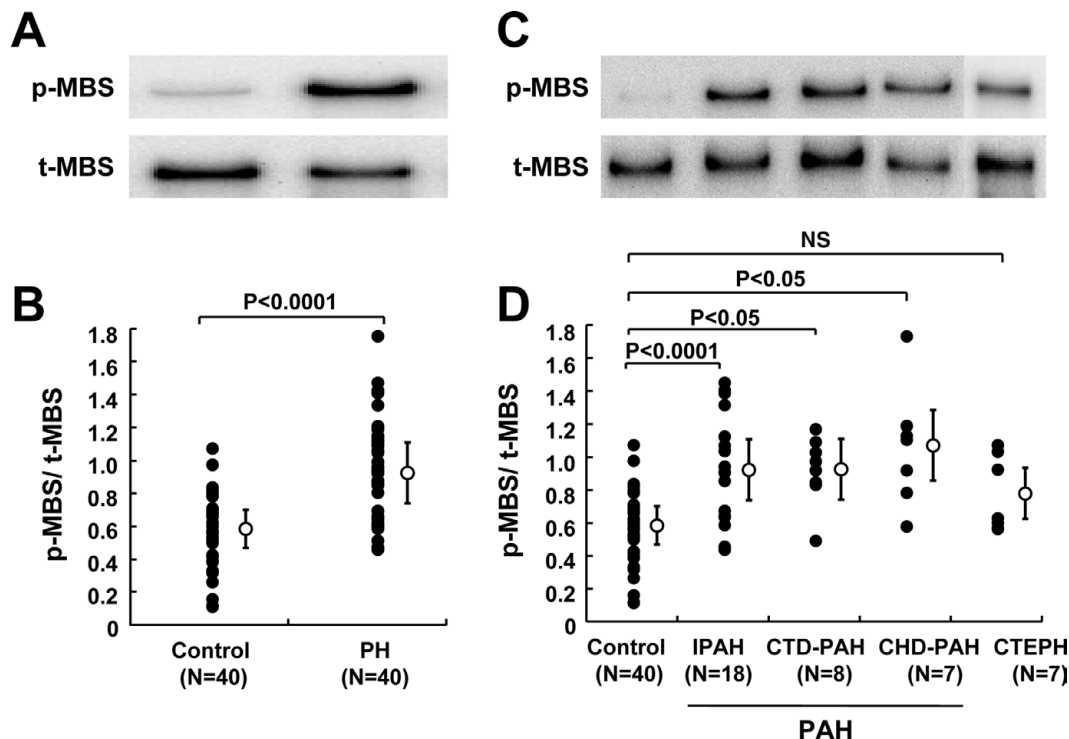 A
p-MBS
t-MBS
B
P<0.0001
1.8
1.6
1.4
1.2
1.0
0.8
0.6
0.4
0.2
0
p-MBS/ t-MBS
Control
(N=40)
PH
(N=40)
C
p-MBS
t-MBS
D
NS
P<0.05
P<0.05
P<0.0001
1.8
1.6
1.4
1.2
1.0
0.8
0.6
0.4
0.2
0
p-MBS/ t-MBS
Control
(N=40)
IPAH
(N=18)
CTD-PAH
(N=8)
CHD-PAH
(N=7)
CTEPH
(N=7)
PAH